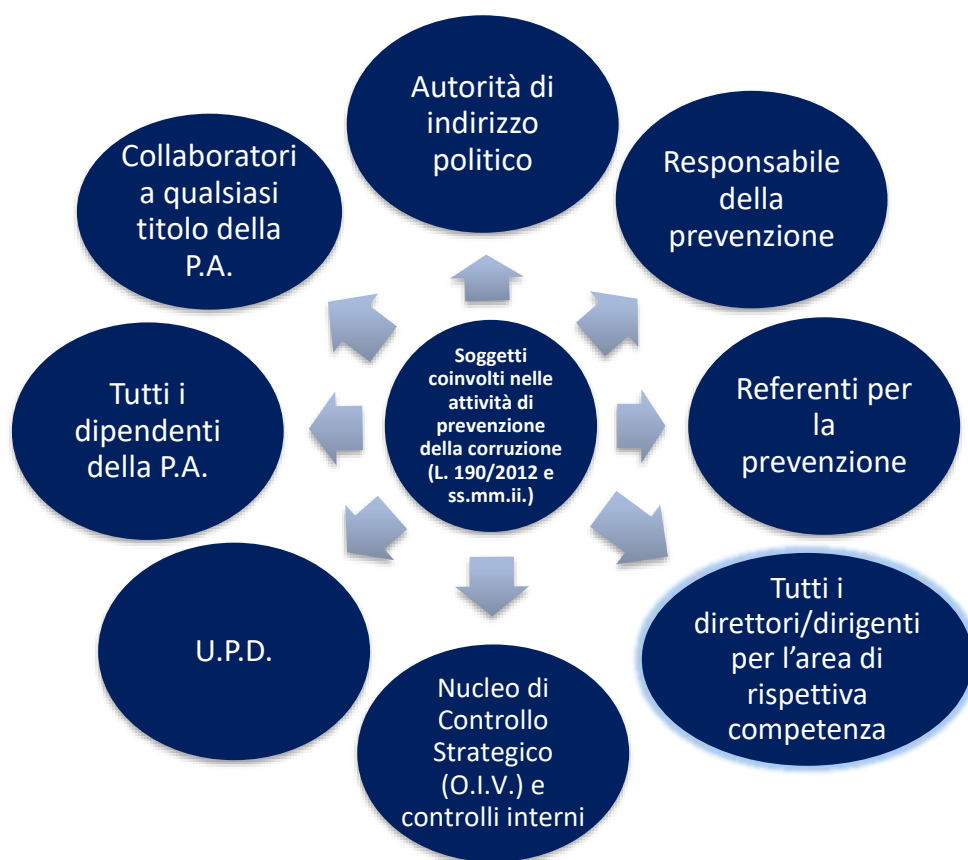 Autorità di
indirizzo
politico
Responsabile
della
prevenzione
Referenti per
la
prevenzione
Tutti i
direttori/dirigenti
per l’area di
rispettiva
competenza
Nucleo di
Controllo
Strategico
(O.I.V.) e
controlli interni
U.P.D.
Tutti i
dipendenti
della P.A.
Collaboratori
a qualsiasi
titolo della
P.A.
Soggetti
coinvolti nelle
attività di
prevenzione
della corruzione
(L. 190/2012 e
ss.mm.ii.)